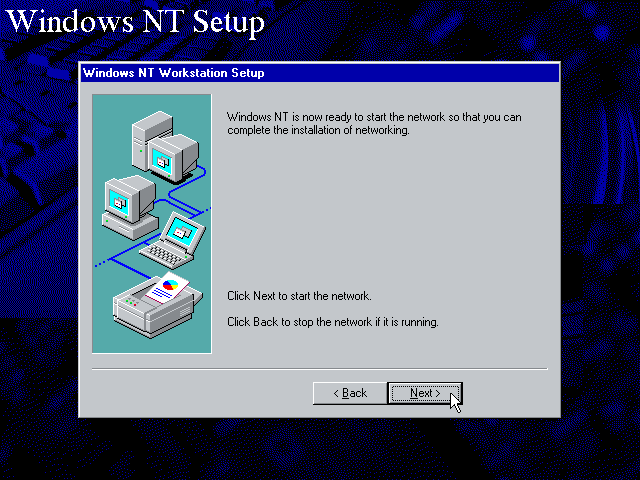 Windows NT Setup
Windows NT Workstation Setup
Windows NT is now ready to start the network so that you can
complete the installation of networking.
Click Next to start the network.
Click Back to stop the network if it is running.
< Back
Next >